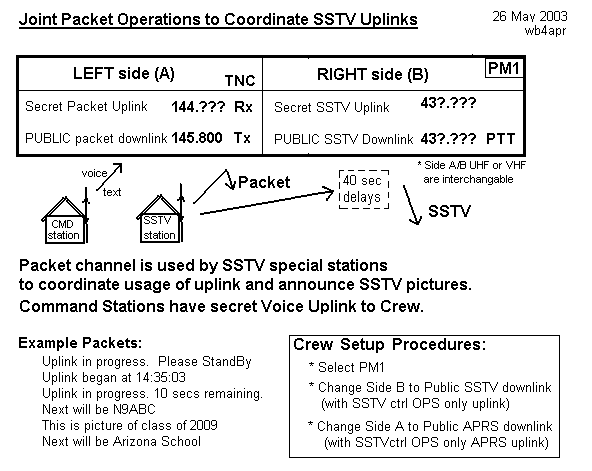 Joint Packet Operations to Coordinate SSTV Uplinks
26 May 2003
wb4apr
LEFT side (A) TNC RIGHT side (B) PM1
Secret Packet Uplink 144.??? Rx Secret SSTV Uplink 43?.???
PUBLIC packet downlink 145.800 Tx PUBLIC SSTV Downlink 43?.??? PTT
* Side A/B UHF or VHF
are interchangable
voice
text
Packet
40 sec
delays
SSTV
CMD
station
SSTV
station
Packet channel is used by SSTV special stations
to coordinate usage of uplink and announce SSTV pictures.
Command Stations have secret Voice Uplink to Crew.
Example Packets:
Uplink in progress. Please StandBy
Uplink began at 14:35:03
Uplink in progress. 10 secs remaining.
Next will be N9ABC
This is picture of class of 2009
Next will be Arizona School
Crew Setup Procedures:
* Select PM1
* Change Side B to Public SSTV downlink
(with SSTV ctrl OPS only uplink)
* Change Side A to Public APRS downlink
(with SSTVctrl OPS only APRS uplink)